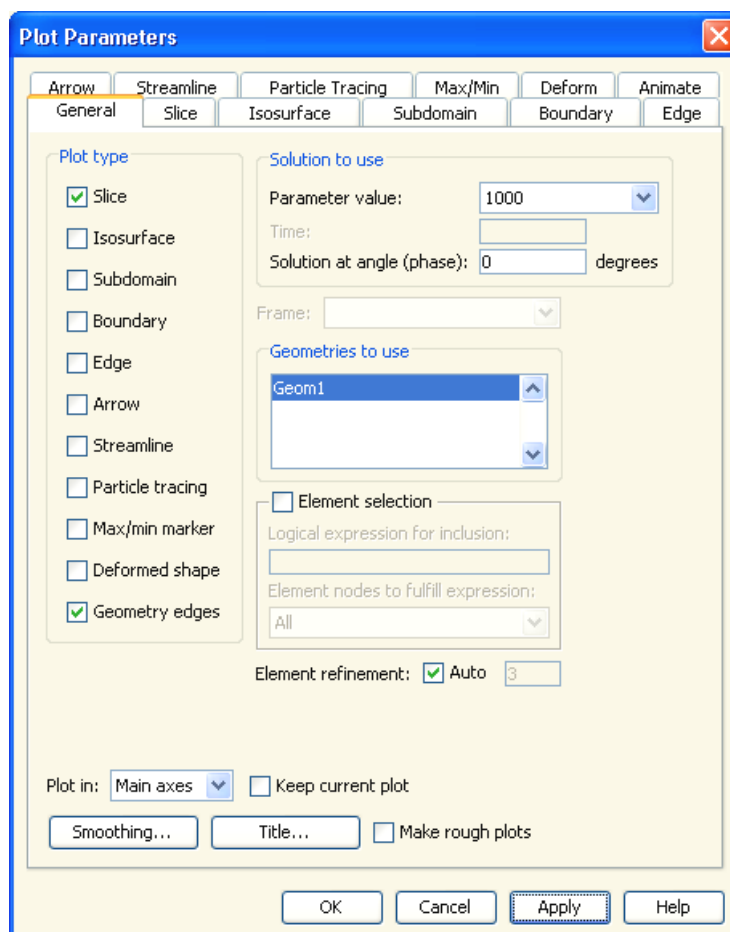 Plot Parameters
Arrow Streamline Particle Tracing Max/Min Deform Animate
General Slice Isosurface Subdomain Boundary Edge
Plot type
Slice
Isosurface
Subdomain
Boundary
Edge
Arrow
Streamline
Particle tracing
Max/min marker
Deformed shape
Geometry edges
Solution to use
Parameter value: 1000
Time:
Solution at angle (phase): 0 degrees
Frame:
Geometries to use
Geom1
Element selection
Logical expression for inclusion:
Element nodes to fulfill expression:
All
Element refinement: Auto 3
Plot in: Main axes Keep current plot
Smoothing... Title... Make rough plots
OK Cancel Apply Help